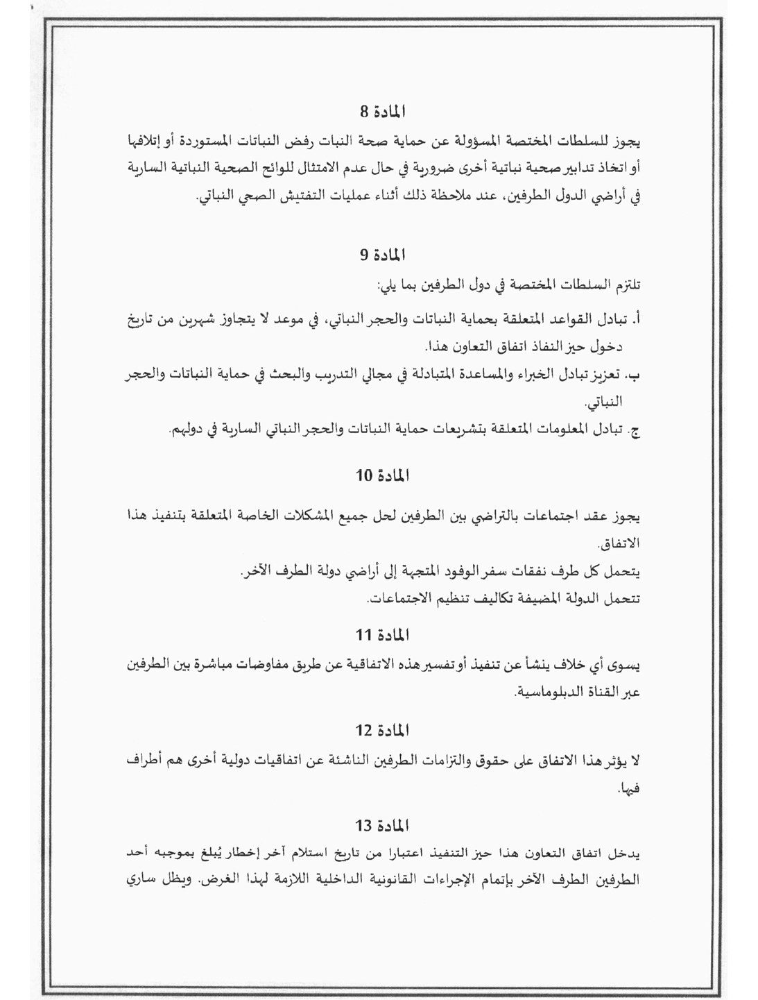 المادة 8
يجوز للسلطات المختصة المسؤولة عن حماية صحة النبات رفض النباتات المستوردة أو إتلافها
أو اتخاذ تدابير صحية نباتية أخرى ضرورية في حال عدم الامتثال للوائح الصحية النباتية السارية
في أراضي الدول الطرفين، عند ملاحظة ذلك أثناء عمليات التفتيش الصحي النباتي.
المادة 9
تلتزم السلطات المختصة في دول الطرفين بما يلي:
أ. تبادل القواعد المتعلقة بحماية النباتات والحجر النباتي، في موعد لا يتجاوز شهرين من تاريخ
دخول حيز النفاذ اتفاق التعاون هذا.
ب. تعزيز تبادل الخبراء والمساعدة المتبادلة في مجالي التدريب والبحث في حماية النباتات والحجر
النباتي.
ج. تبادل المعلومات المتعلقة بتشريعات حماية النباتات والحجر النباتي السارية في دولهم.
المادة 10
يجوز عقد اجتماعات بالتراضي بين الطرفين لحل جميع المشكلات الخاصة المتعلقة بتنفيذ هذا
الاتفاق.
يتحمل كل طرف نفقات سفر الوفود المتجهة إلى أراضي دولة الطرف الآخر.
تتحمل الدولة المضيفة تكاليف تنظيم الاجتماعات.
المادة 11
يسوى أي خلاف ينشأ عن تنفيذ أو تفسير هذه الاتفاقية عن طريق مفاوضات مباشرة بين الطرفين
عبر القناة الدبلوماسية.
المادة 12
لا يؤثر هذا الاتفاق على حقوق والتزامات الطرفين الناشئة عن اتفاقيات دولية أخرى هم أطراف
فيها.
المادة 13
يدخل اتفاق التعاون هذا حيز التنفيذ اعتبارا من تاريخ استلام آخر إخطار يُبلغ بموجبه أحد
الطرفين الطرف الآخر بإتمام الإجراءات القانونية الداخلية اللازمة لهذا الغرض. ويظل ساري